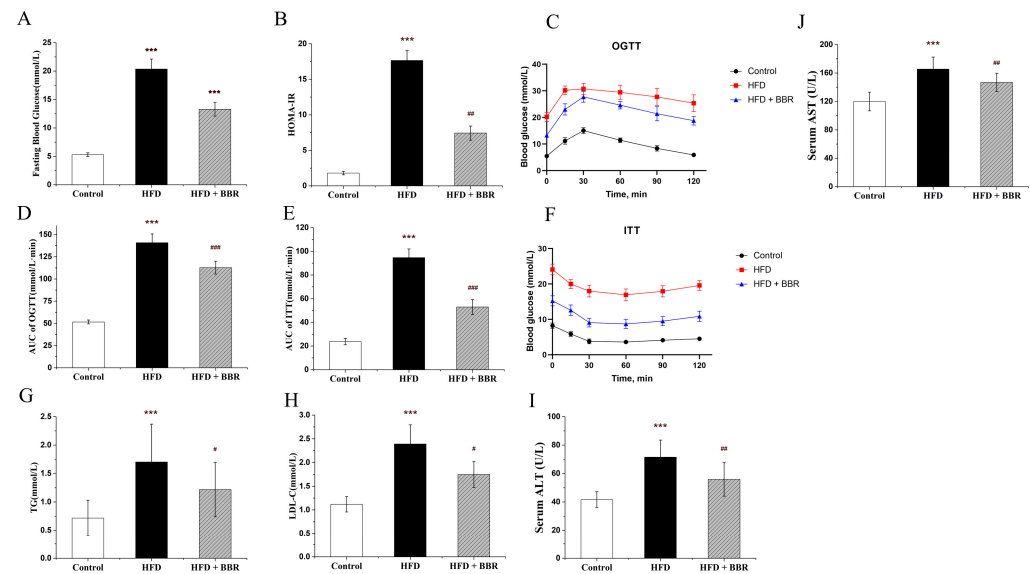 A
Fasting Blood Glucose(mmol/L)
25
20
15
10
5
0
***
***
Control
HFD
HFD + BBR
B
HOMA-IR
20
15
10
5
0
***
##
Control
HFD
HFD + BBR
C
OGTT
Blood glucose (mmol/L)
40
30
20
10
0
0
30
60
90
120
Time, min
Control
HFD
HFD + BBR
J
Serum AST (U/L)
200
160
120
80
40
0
***
##
Control
HFD
HFD + BBR
D
AUC of OGTT(mmol/L·min)
150
125
100
75
50
25
0
***
###
Control
HFD
HFD + BBR
E
AUC of ITT(mmol/L·min)
120
100
80
60
40
20
0
***
###
Control
HFD
HFD + BBR
F
ITT
Blood glucose (mmol/L)
30
20
10
0
0
30
60
90
120
Time, min
Control
HFD
HFD + BBR
G
TG(mmol/L)
2.5
2.0
1.5
1.0
0.5
0.0
***
#
Control
HFD
HFD + BBR
H
LDL-C(mmol/L)
3.0
2.5
2.0
1.5
1.0
0.5
0.0
***
#
Control
HFD
HFD + BBR
I
Serum ALT (U/L)
100
80
60
40
20
0
***
##
Control
HFD
HFD + BBR